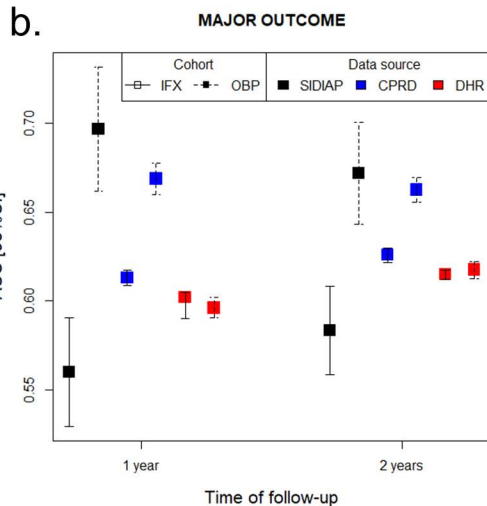 b.
MAJOR OUTCOME
Cohort
Data source
IFX
OBP
SIDIAP
CPRD
DHR
0.70
0.65
0.60
0.55
1 year
2 years
Time of follow-up